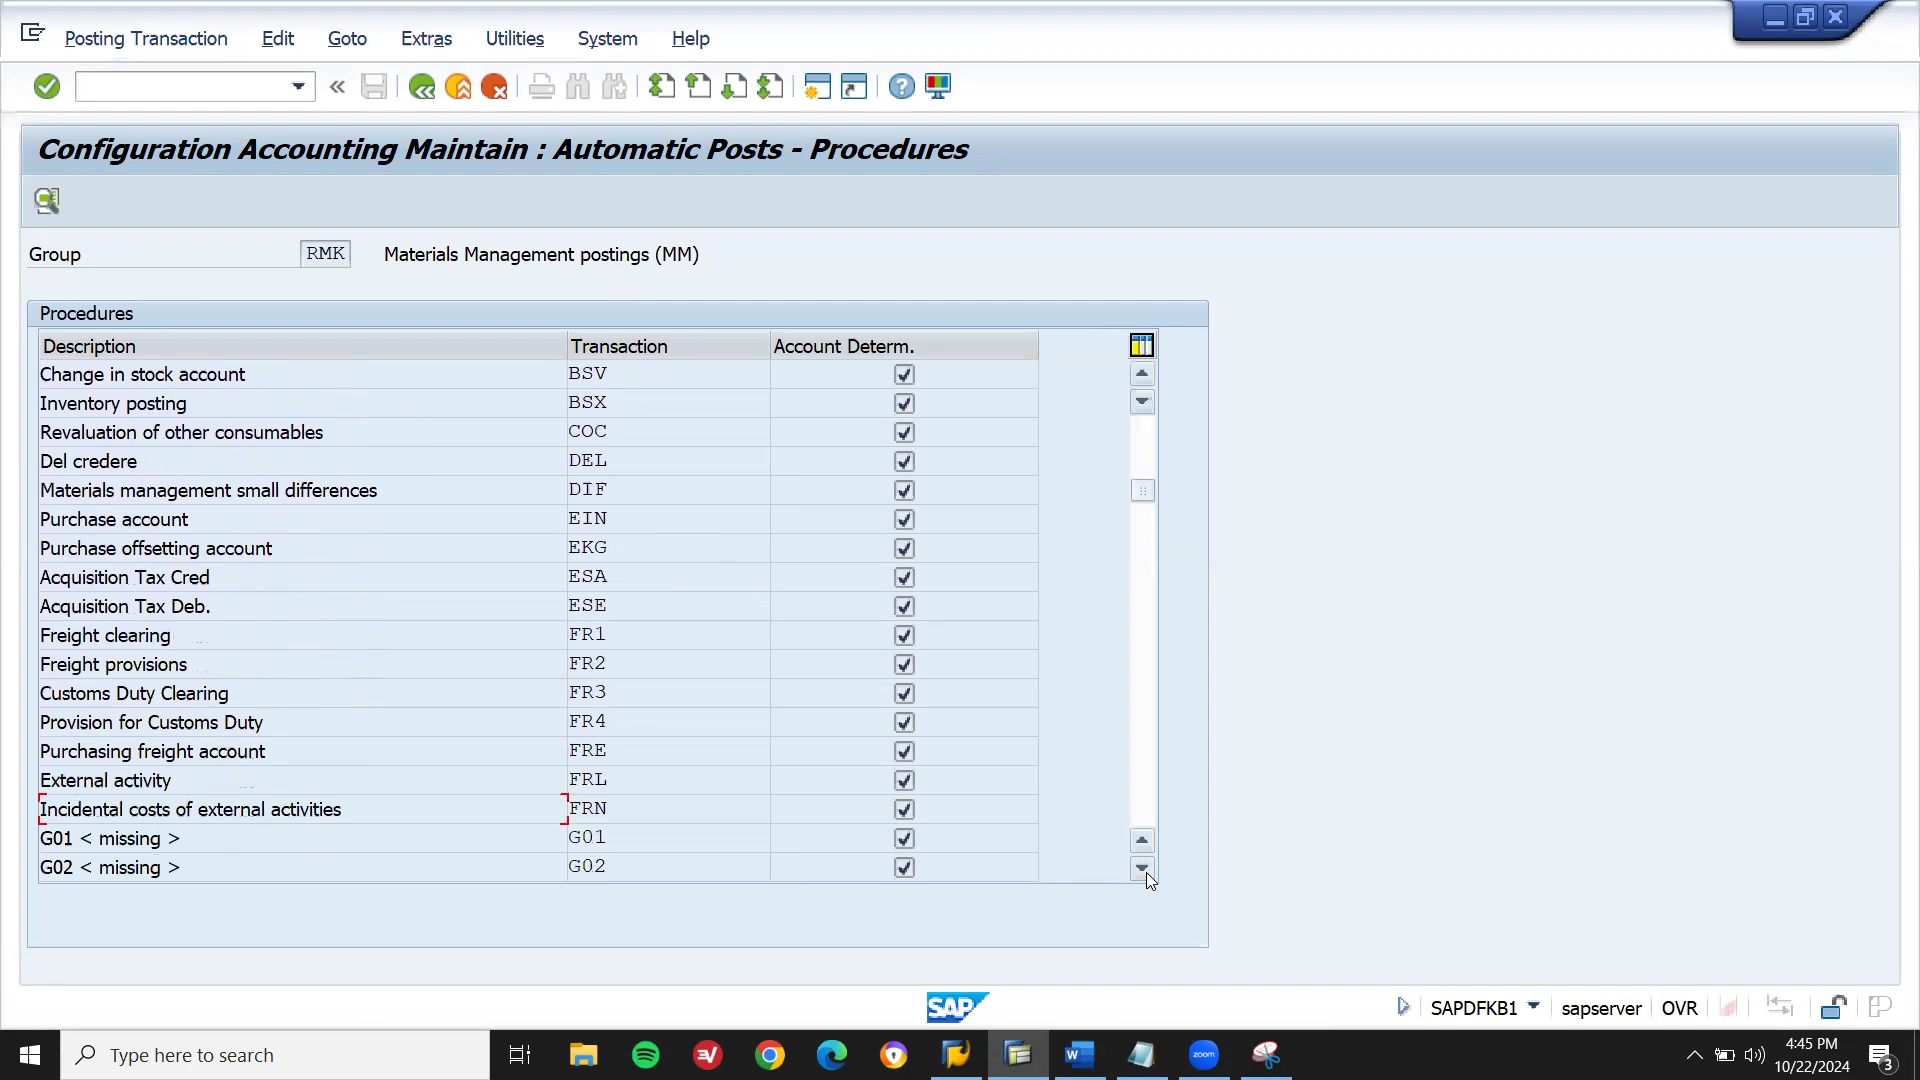 Posting Transaction Edit Goto Extras Utilities System Help
Configuration Accounting Maintain : Automatic Posts - Procedures
Group RMK Materials Management postings (MM)
Procedures
Description Transaction Account Determ.
Change in stock account BSV
Inventory posting BSX
Revaluation of other consumables COC
Del credere DEL
Materials management small differences DIF
Purchase account EIN
Purchase offsetting account EKG
Acquisition Tax Cred ESA
Acquisition Tax Deb. ESE
Freight clearing FR1
Freight provisions FR2
Customs Duty Clearing FR3
Provision for Customs Duty FR4
Purchasing freight account FRE
External activity FRL
Incidental costs of external activities FRN
G01 < missing > G01
G02 < missing > G02
SAP SAPDFKB1 sapserver OVR
Type here to search
zoom
4:45 PM
10/22/2024
3